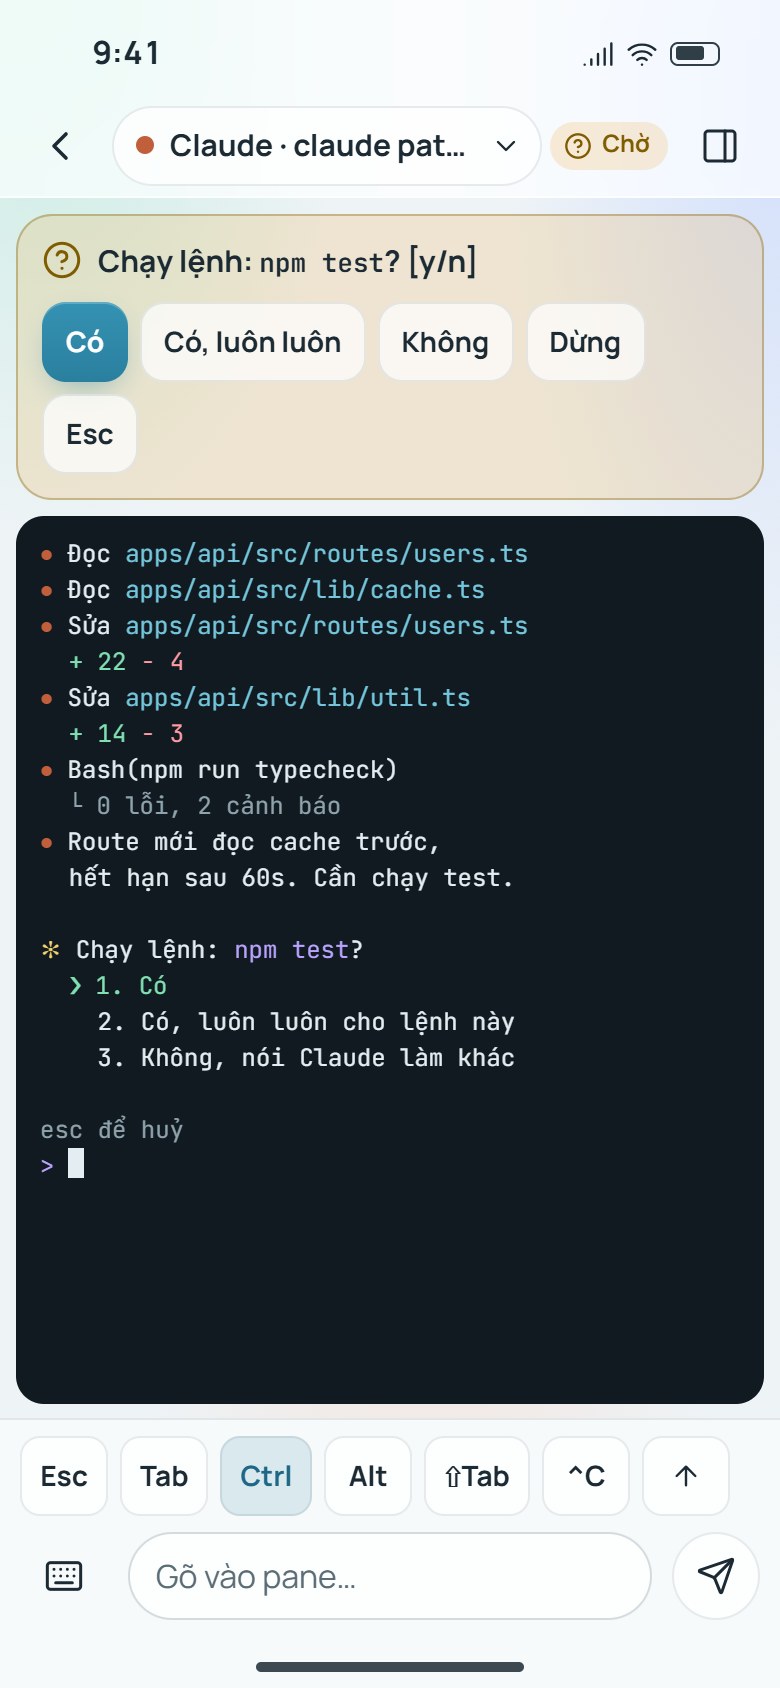 9:41
Claude · claude pat...
Chờ
Chạy lệnh: npm test? [y/n]
Có
Có, luôn luôn
Không
Dừng
Esc
• Đọc apps/api/src/routes/users.ts
• Đọc apps/api/src/lib/cache.ts
• Sửa apps/api/src/routes/users.ts
+ 22 - 4
• Sửa apps/api/src/lib/util.ts
+ 14 - 3
• Bash(npm run typecheck)
└ 0 lỗi, 2 cảnh báo
• Route mới đọc cache trước,
hết hạn sau 60s. Cần chạy test.
✻ Chạy lệnh: npm test?
❯ 1. Có
2. Có, luôn luôn cho lệnh này
3. Không, nói Claude làm khác
esc để huỷ
>
Esc
Tab
Ctrl
Alt
⇧Tab
^C
↑
Gõ vào pane...